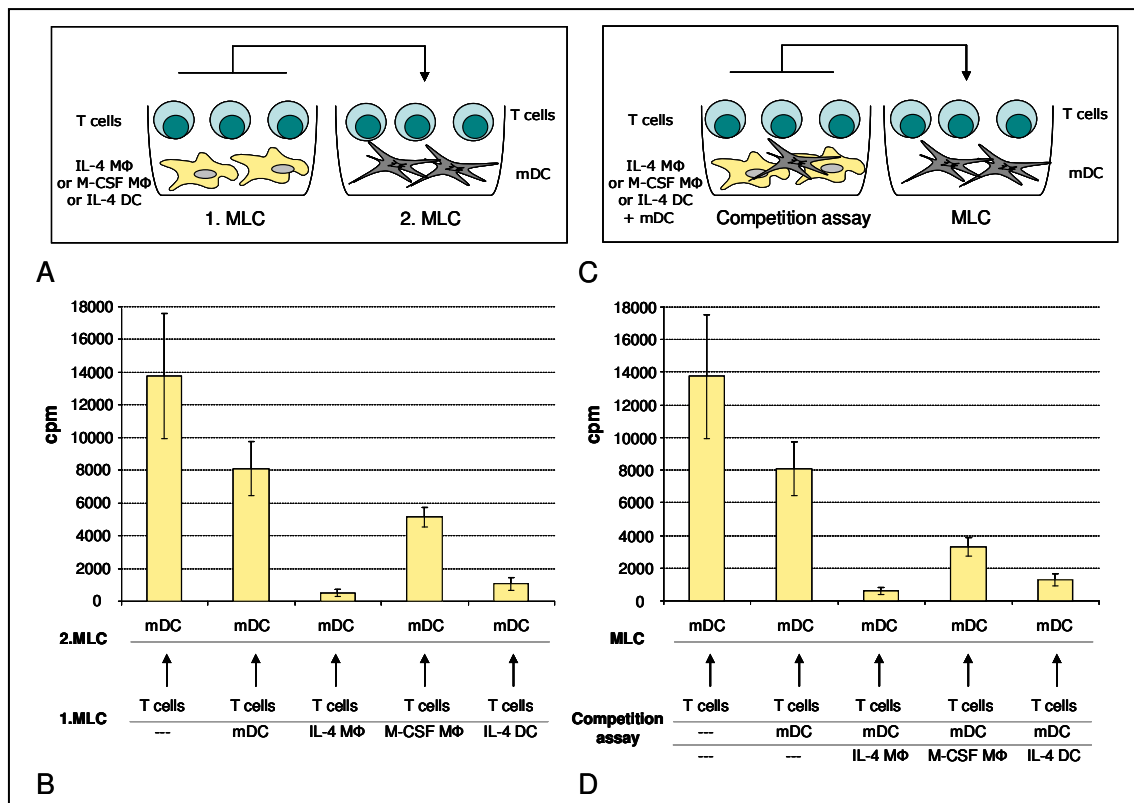 T cells
T cells
IL-4 MΦ
or M-CSF MΦ
or IL-4 DC
mDC
1. MLC
2. MLC
A
T cells
T cells
IL-4 MΦ
or M-CSF MΦ
or IL-4 DC
+ mDC
mDC
Competition assay
MLC
C
18000
16000
14000
12000
10000
8000
6000
4000
2000
0
cpm
mDC mDC mDC mDC mDC
2.MLC
T cells T cells T cells T cells T cells
1.MLC
--- mDC IL-4 MΦ M-CSF MΦ IL-4 DC
B
18000
16000
14000
12000
10000
8000
6000
4000
2000
0
cpm
mDC mDC mDC mDC mDC
MLC
T cells T cells T cells T cells T cells
Competition
assay
--- mDC mDC mDC mDC
--- --- IL-4 MΦ M-CSF MΦ IL-4 DC
D